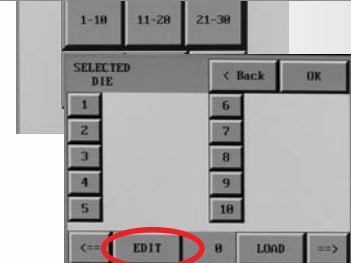 1-10 11-20 21-30
SELECTED DIE < Back OK
1 6
2 7
3 8
4 9
5 10
<== EDIT 0 LOAD ==>